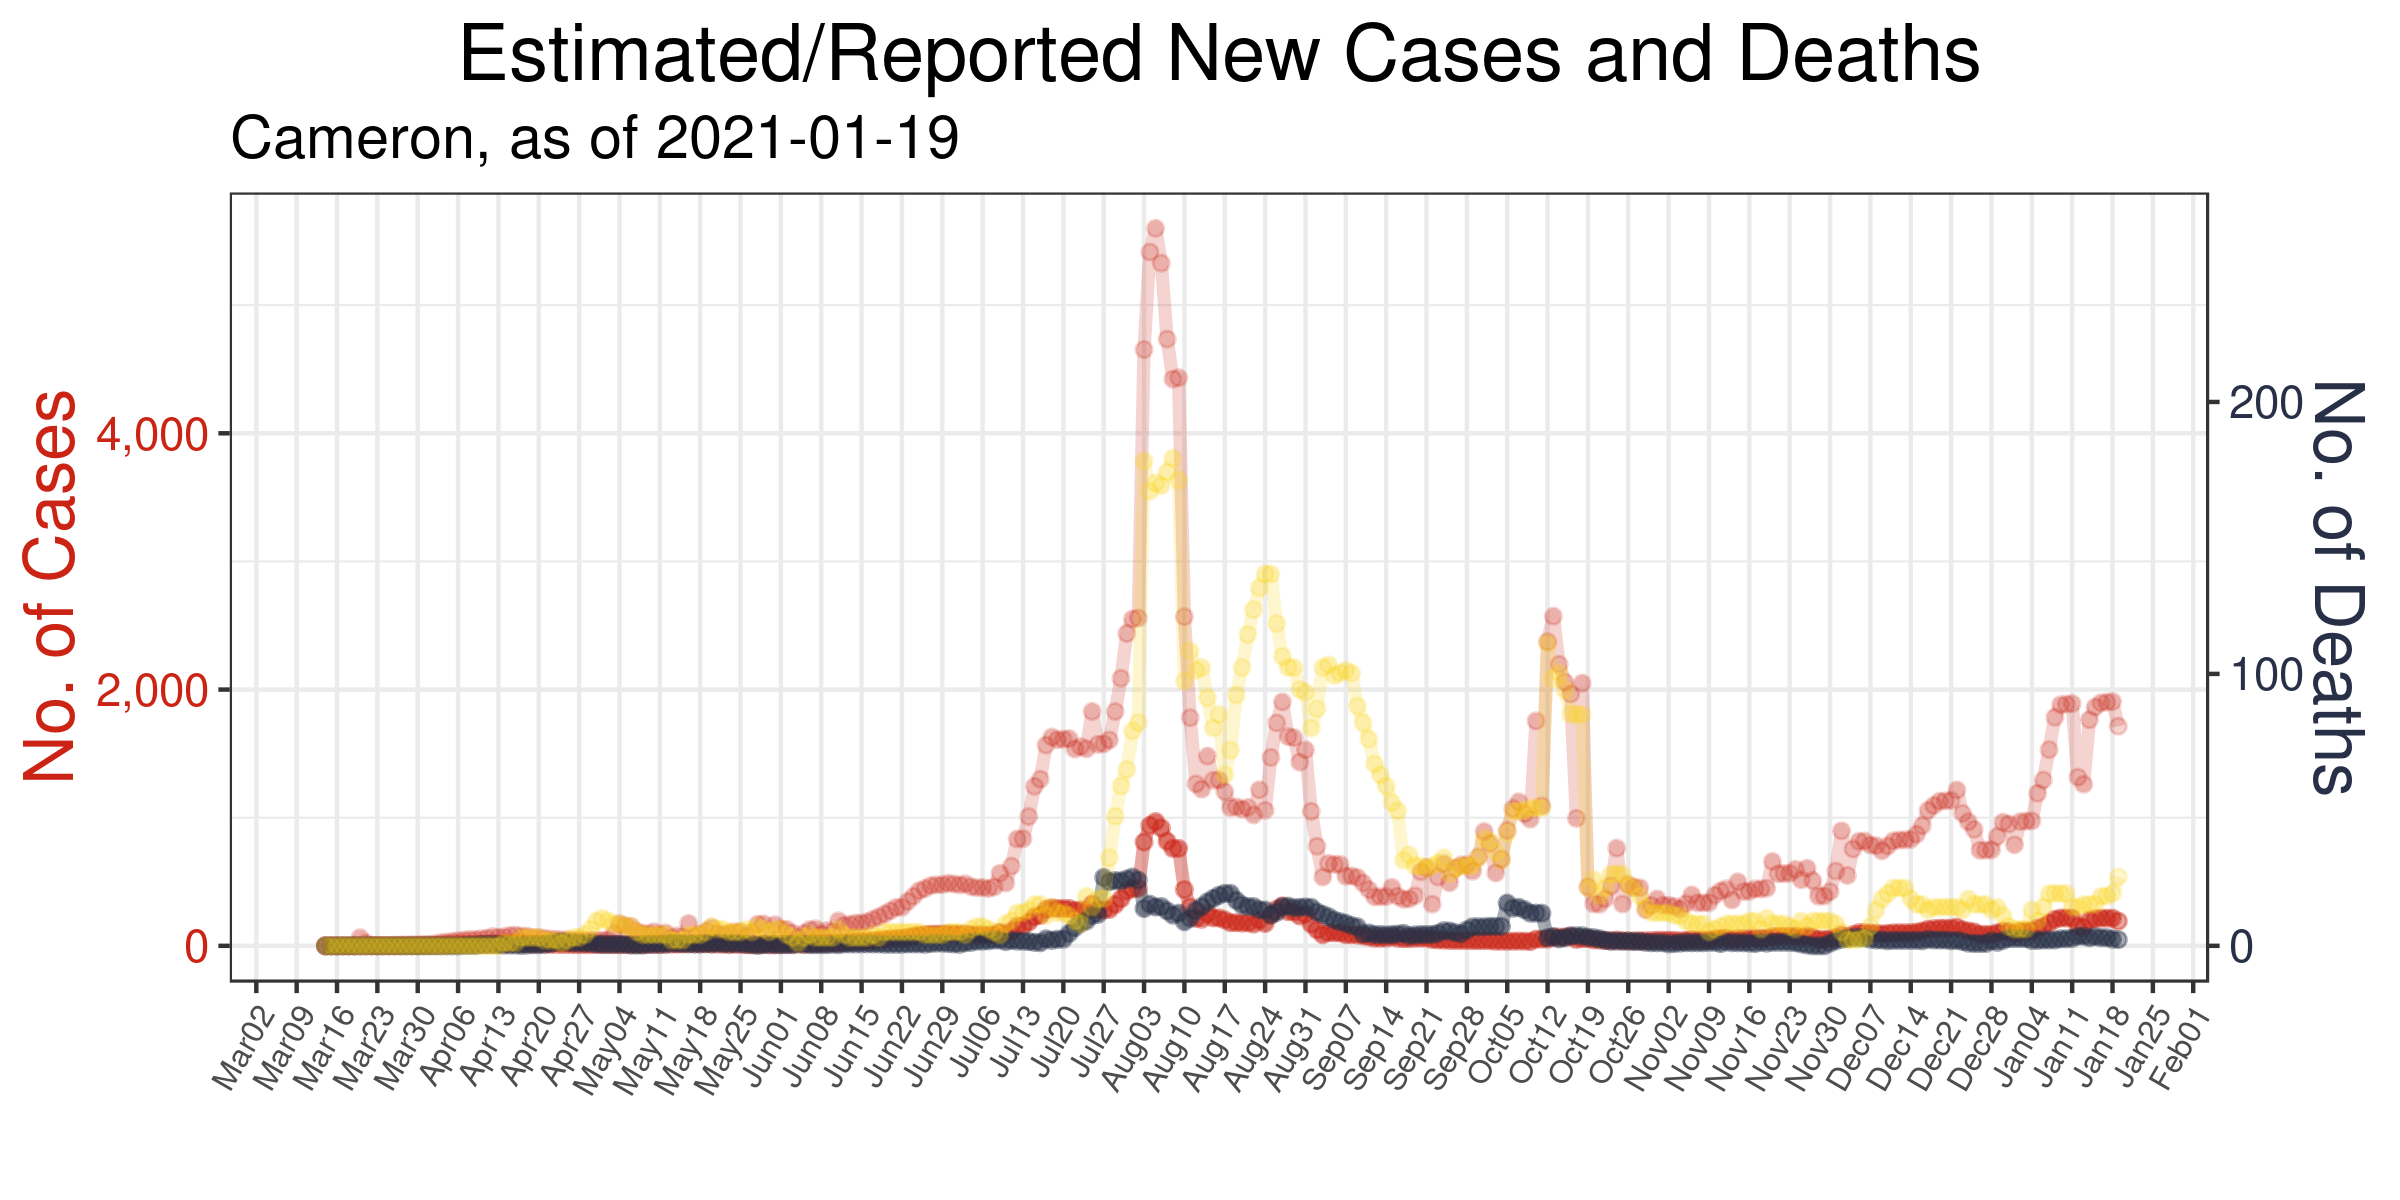 Estimated/Reported New Cases and Deaths
Cameron, as of 2021-01-19
No. of Cases
4,000
2,000
0
200
100
0
No. of Deaths
Mar02 Mar09 Mar16 Mar23 Mar30 Apr06 Apr13 Apr20 Apr27 May04 May11 May18 May25 Jun01 Jun08 Jun15 Jun22 Jun29 Jul06 Jul13 Jul20 Jul27 Aug03 Aug10 Aug17 Aug24 Aug31 Sep07 Sep14 Sep21 Sep28 Oct05 Oct12 Oct19 Oct26 Nov02 Nov09 Nov16 Nov23 Nov30 Dec07 Dec14 Dec21 Dec28 Jan04 Jan11 Jan18 Jan25 Feb01